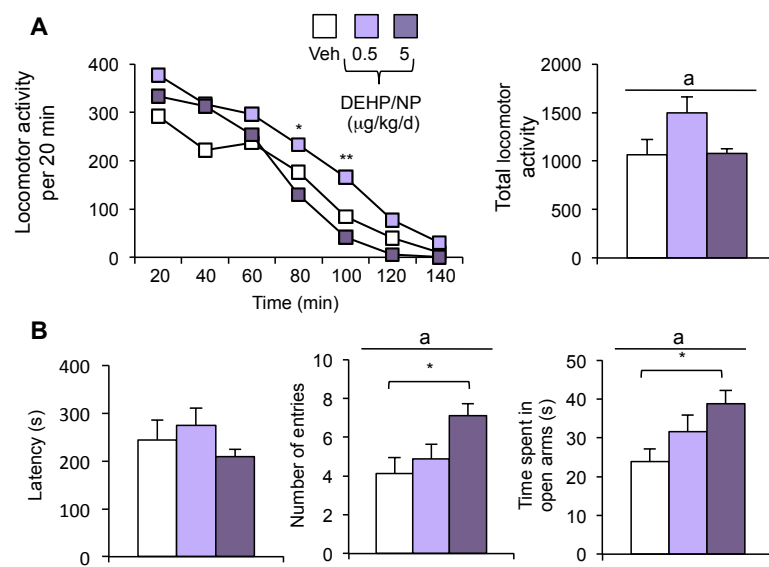 A
Veh 0.5 5
DEHP/NP
(µg/kg/d)
Locomotor activity
per 20 min
400
300
200
100
0
*
**
20 40 60 80 100 120 140
Time (min)
Total locomotor
activity
2000
1500
1000
500
0
a
B
Latency (s)
400
300
200
100
0
Number of entries
10
8
6
4
2
0
a
*
Time spent in
open arms (s)
50
40
30
20
10
0
a
*